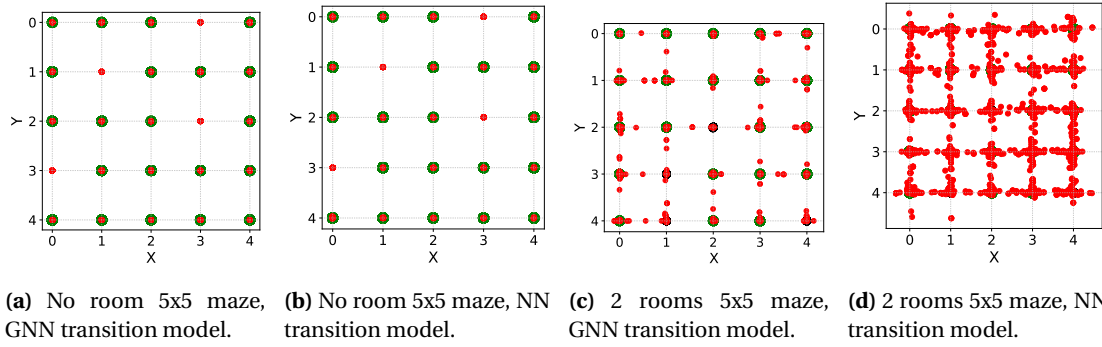 0
1
2
3
4
Y
0 1 2 3 4
X
0
1
2
3
4
Y
0 1 2 3 4
X
0
1
2
3
4
Y
0 1 2 3 4
X
0
1
2
3
4
Y
0 1 2 3 4
X
(a) No room 5x5 maze,
GNN transition model.
(b) No room 5x5 maze, NN
transition model.
(c) 2 rooms 5x5 maze,
GNN transition model.
(d) 2 rooms 5x5 maze, NN
transition model.